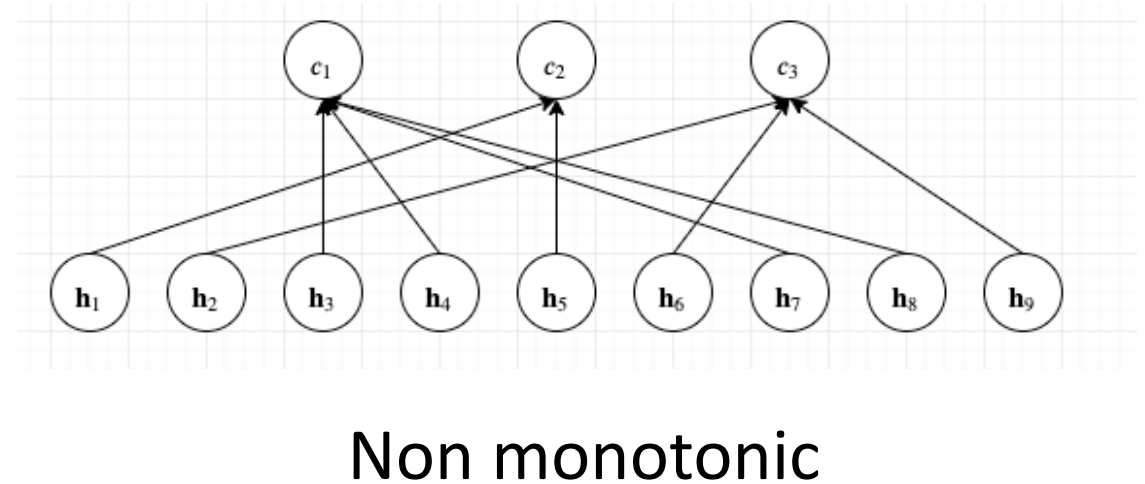 c₁ c₂ c₃
h₁ h₂ h₃ h₄ h₅ h₆ h₇ h₈ h₉
Non monotonic